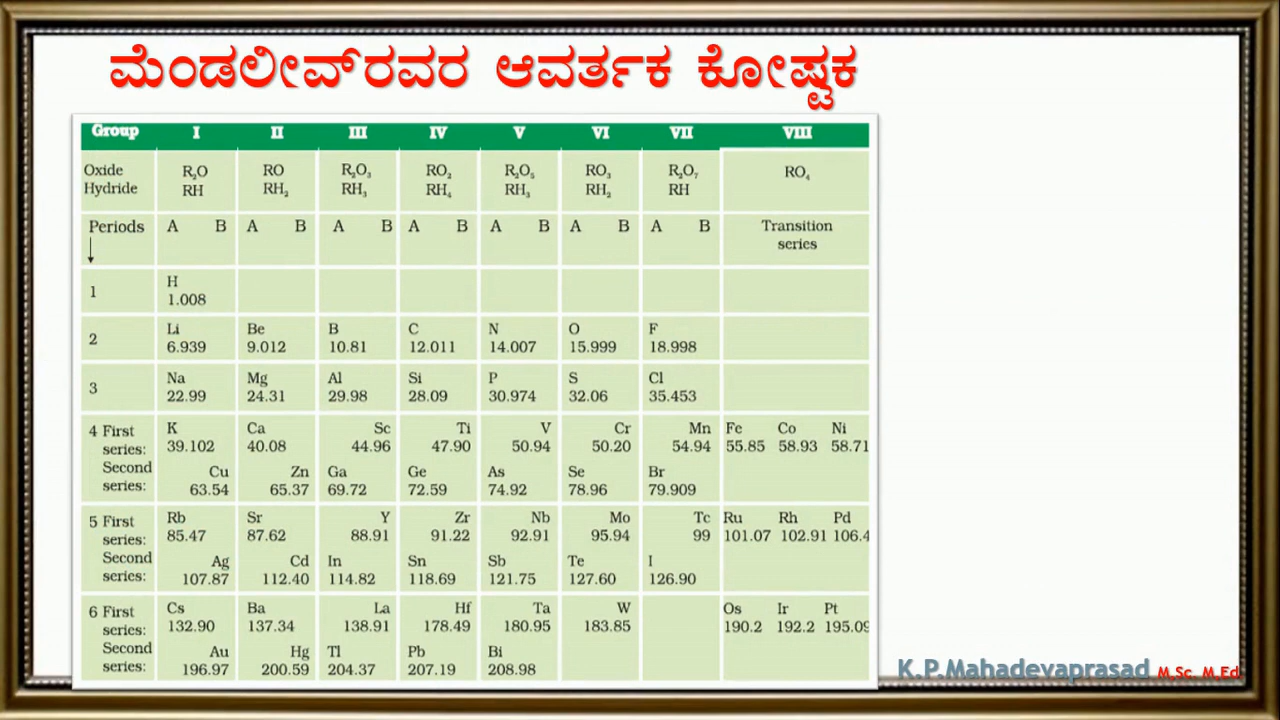 ಮೆಂಡಲೀವ್‌ರವರ ಆವರ್ತಕ ಕೋಷ್ಟಕ
Group I II III IV V VI VII VIII
Oxide R₂O RO R₂O₃ RO₂ R₂O₅ RO₃ R₂O₇ RO₄
Hydride RH RH₂ RH₃ RH₄ RH₃ RH₂ RH
Periods A B A B A B A B A B A B A B Transition
↓ series
1 H
1.008
2 Li Be B C N O F
6.939 9.012 10.81 12.011 14.007 15.999 18.998
3 Na Mg Al Si P S Cl
22.99 24.31 29.98 28.09 30.974 32.06 35.453
4 First K Ca Sc Ti V Cr Mn Fe Co Ni
series: 39.102 40.08 44.96 47.90 50.94 50.20 54.94 55.85 58.93 58.71
Second Cu Zn Ga Ge As Se Br
series: 63.54 65.37 69.72 72.59 74.92 78.96 79.909
5 First Rb Sr Y Zr Nb Mo Tc Ru Rh Pd
series: 85.47 87.62 88.91 91.22 92.91 95.94 99 101.07 102.91 106.4
Second Ag Cd In Sn Sb Te I
series: 107.87 112.40 114.82 118.69 121.75 127.60 126.90
6 First Cs Ba La Hf Ta W Os Ir Pt
series: 132.90 137.34 138.91 178.49 180.95 183.85 190.2 192.2 195.09
Second Au Hg Tl Pb Bi
series: 196.97 200.59 204.37 207.19 208.98
K.P.Mahadevaprasad M.Sc. M.Ed